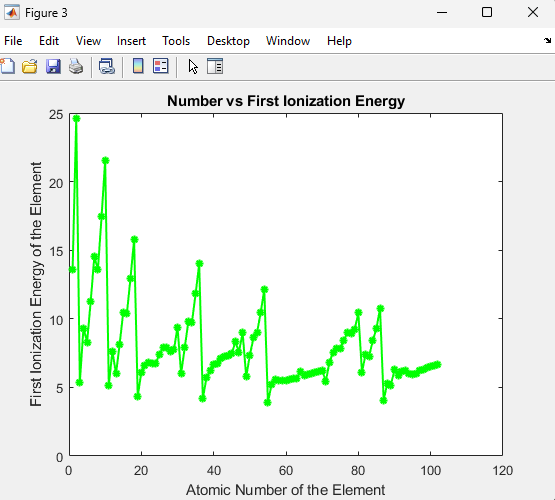 Figure 3
File Edit View Insert Tools Desktop Window Help
Number vs First Ionization Energy
First Ionization Energy of the Element
25
20
15
10
5
0
0 20 40 60 80 100 120
Atomic Number of the Element